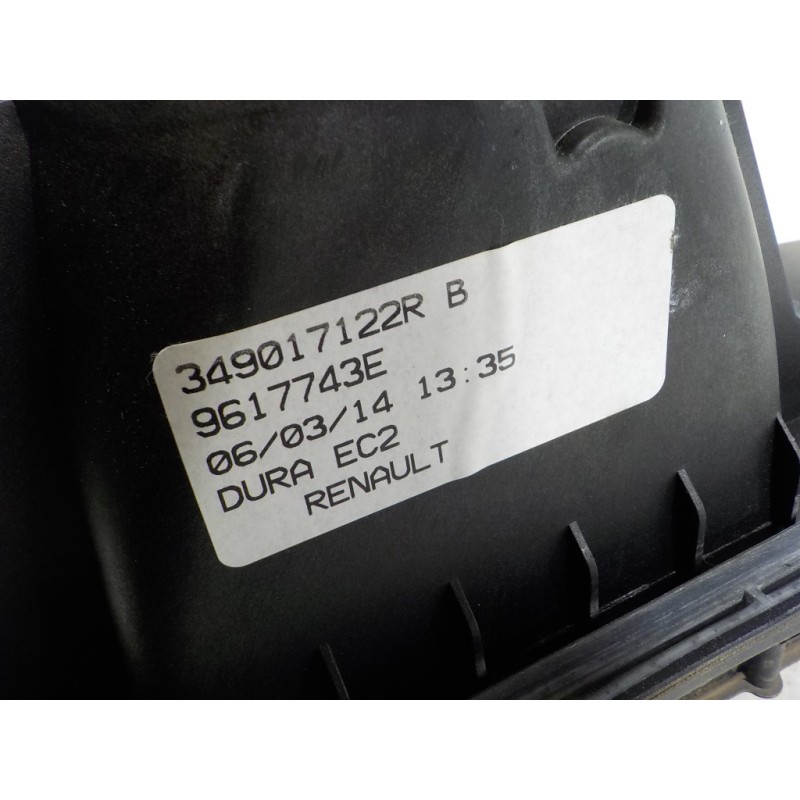 349017122R B
9617743E
06/03/14 13:35
DURA EC2
RENAULT